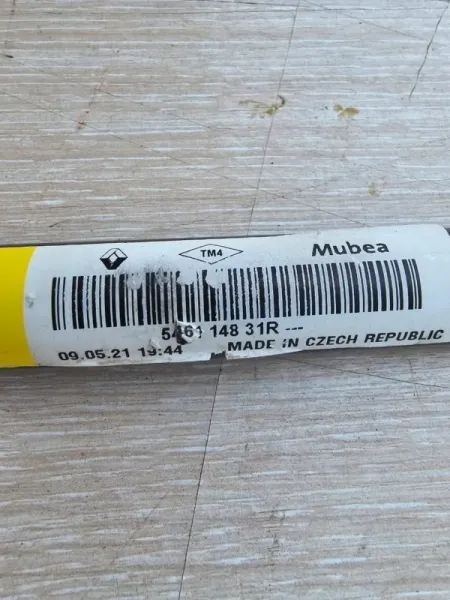 TM4 Mubea
5461 148 31R ---
09.05.21 19:44 MADE IN CZECH REPUBLIC